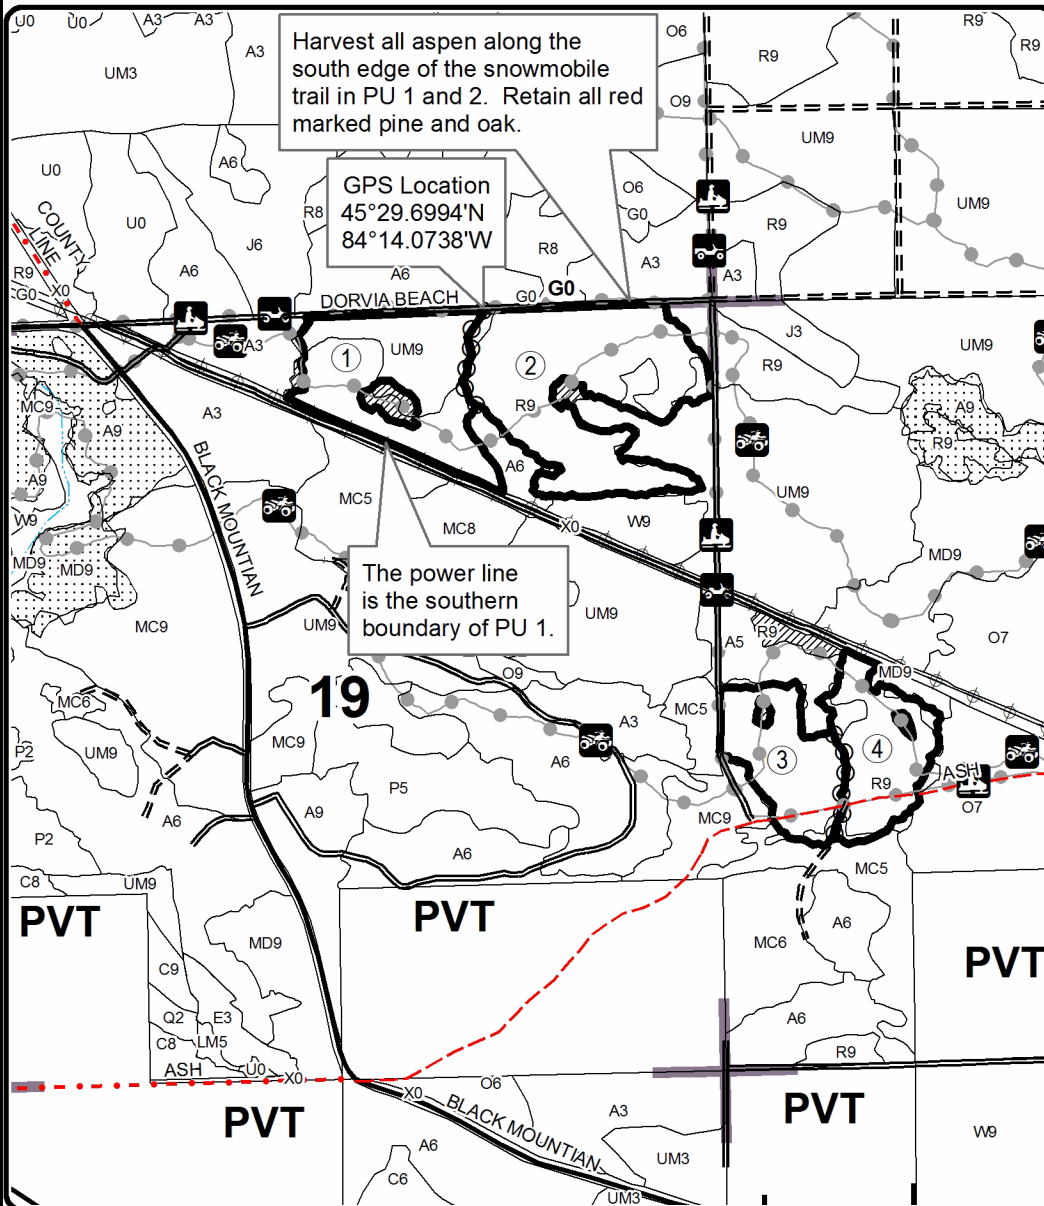 U0 U0 A3 A3
UM3
A3
Harvest all aspen along the
south edge of the snowmobile
trail in PU 1 and 2.  Retain all red
marked pine and oak.
O6
R9
R9
R9
O9
UM9
UM9
GPS Location
45°29.6994'N
84°14.0738'W
U0
A6
U0
R8
J6
A6
O6
G0
R8
R9
A3
A3
COUNTY
LINE
R9
G0
X0
A6
DORVIA BEACH
G0
G0
A3
1
UM9
2
R9
J3
R9
UM9
MC9
A9
A3
A9
R9
A9
W9
MD9
MD9
BLACK MOUNTIAN
MC5
MC8
A6
X0
W9
UM9
MD9
The power line
is the southern
boundary of PU 1.
MC9
UM9
UM9
A5
R9
O7
19
O9
MD9
MC6
UM9
P2
MC9
A3
MC5
A6
3
4
R9
ASH
O7
P5
A9
A6
P2
A6
MC9
MC5
C8
UM9
PVT
PVT
MD9
A6
MC6
PVT
C9
Q2
E3
C8
LM5
A6
R9
ASH
U0
X0
O6
X0
PVT
BLACK MOUNTIAN
A3
PVT
W9
A6
C6
UM3
UM3